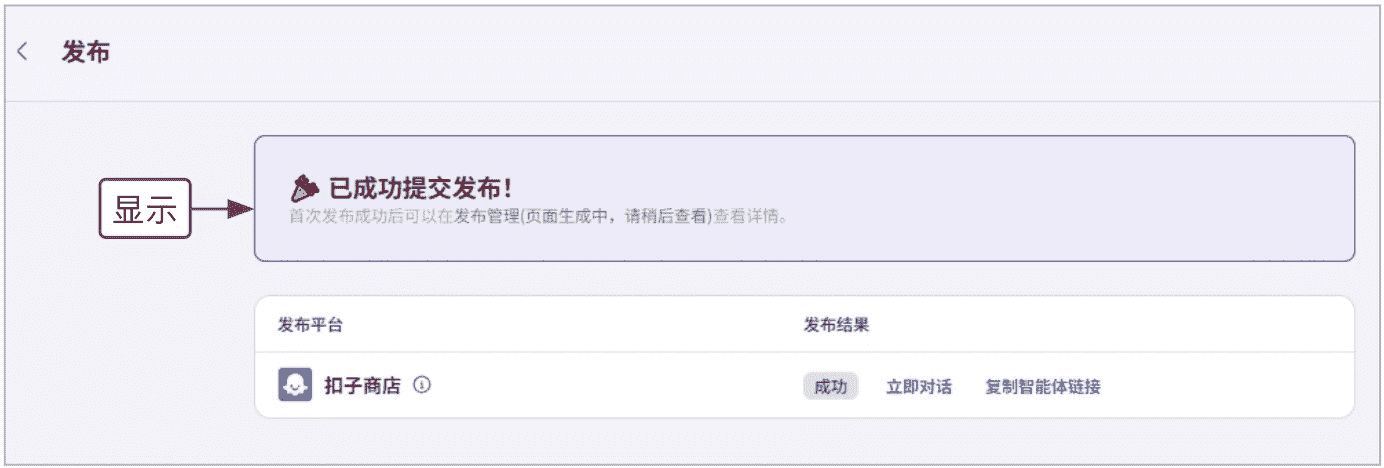 发布
显示
已成功提交发布！
首次发布成功后可以在发布管理(页面生成中，请稍后查看)查看详情。
发布平台 发布结果
扣子商店 成功 立即对话 复制智能体链接